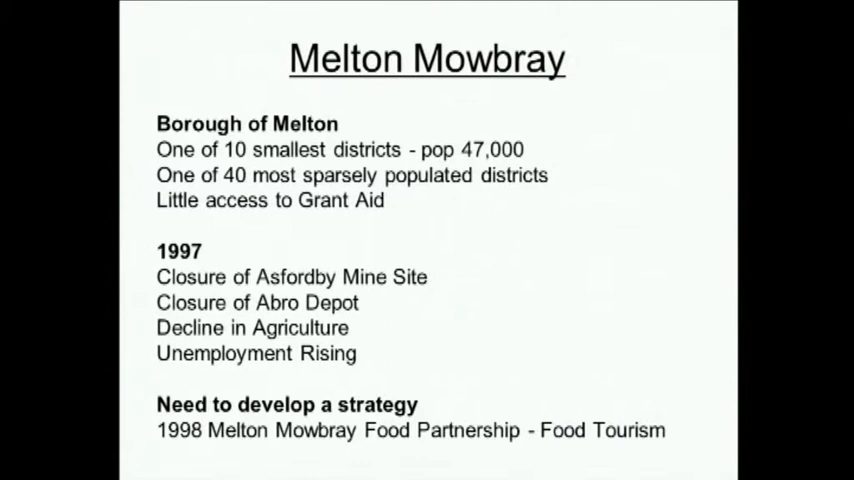 Melton Mowbray
Borough of Melton
One of 10 smallest districts - pop 47,000
One of 40 most sparsely populated districts
Little access to Grant Aid
1997
Closure of Asfordby Mine Site
Closure of Abro Depot
Decline in Agriculture
Unemployment Rising
Need to develop a strategy
1998 Melton Mowbray Food Partnership - Food Tourism